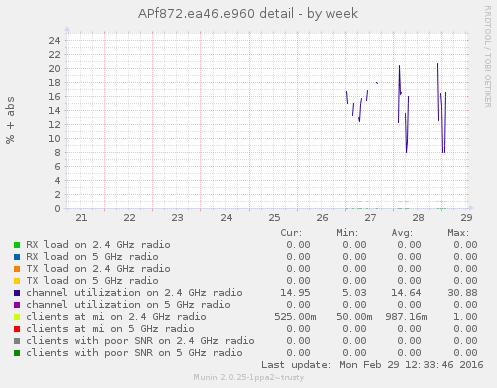 APf872.ea46.e960 detail - by week
RRDTOOL / TOBI OETIKER
% + abs
24
22
20
18
16
14
12
10
8
6
4
2
0
21 22 23 24 25 26 27 28 29
Cur: Min: Avg: Max:
RX load on 2.4 GHz radio 0.00 0.00 0.00 0.00
RX load on 5 GHz radio 0.00 0.00 0.00 0.00
TX load on 2.4 GHz radio 0.00 0.00 0.00 0.00
TX load on 5 GHz radio 0.00 0.00 0.00 0.00
channel utilization on 2.4 GHz radio 14.95 5.03 14.64 30.88
channel utilization on 5 GHz radio 0.00 0.00 0.00 0.00
clients at mi on 2.4 GHz radio 525.00m 50.00m 987.16m 1.00
clients at mi on 5 GHz radio 0.00 0.00 0.00 0.00
clients with poor SNR on 2.4 GHz radio 0.00 0.00 0.00 0.00
clients with poor SNR on 5 GHz radio 0.00 0.00 0.00 0.00
Last update: Mon Feb 29 12:33:46 2016
Munin 2.0.25-1ppa2~trusty